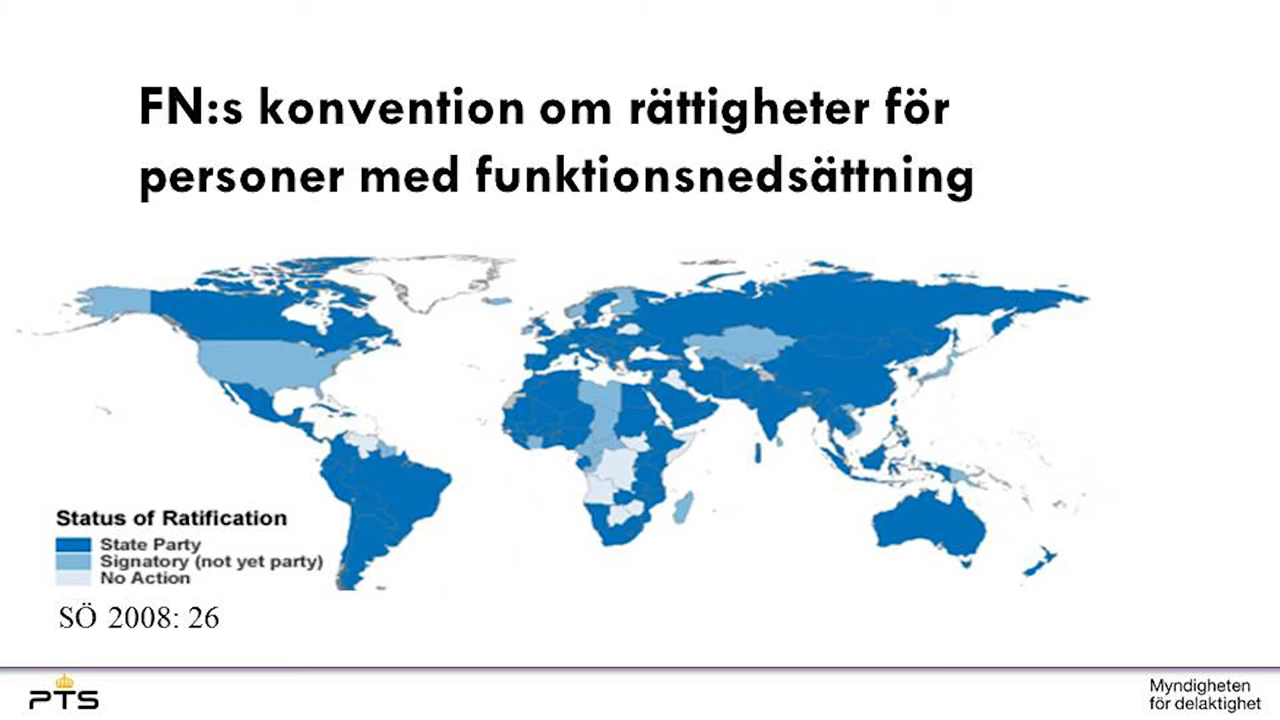 FN:s konvention om rättigheter för
personer med funktionsnedsättning
Status of Ratification
State Party
Signatory (not yet party)
No Action
SÖ 2008: 26
PTS
Myndigheten
för delaktighet